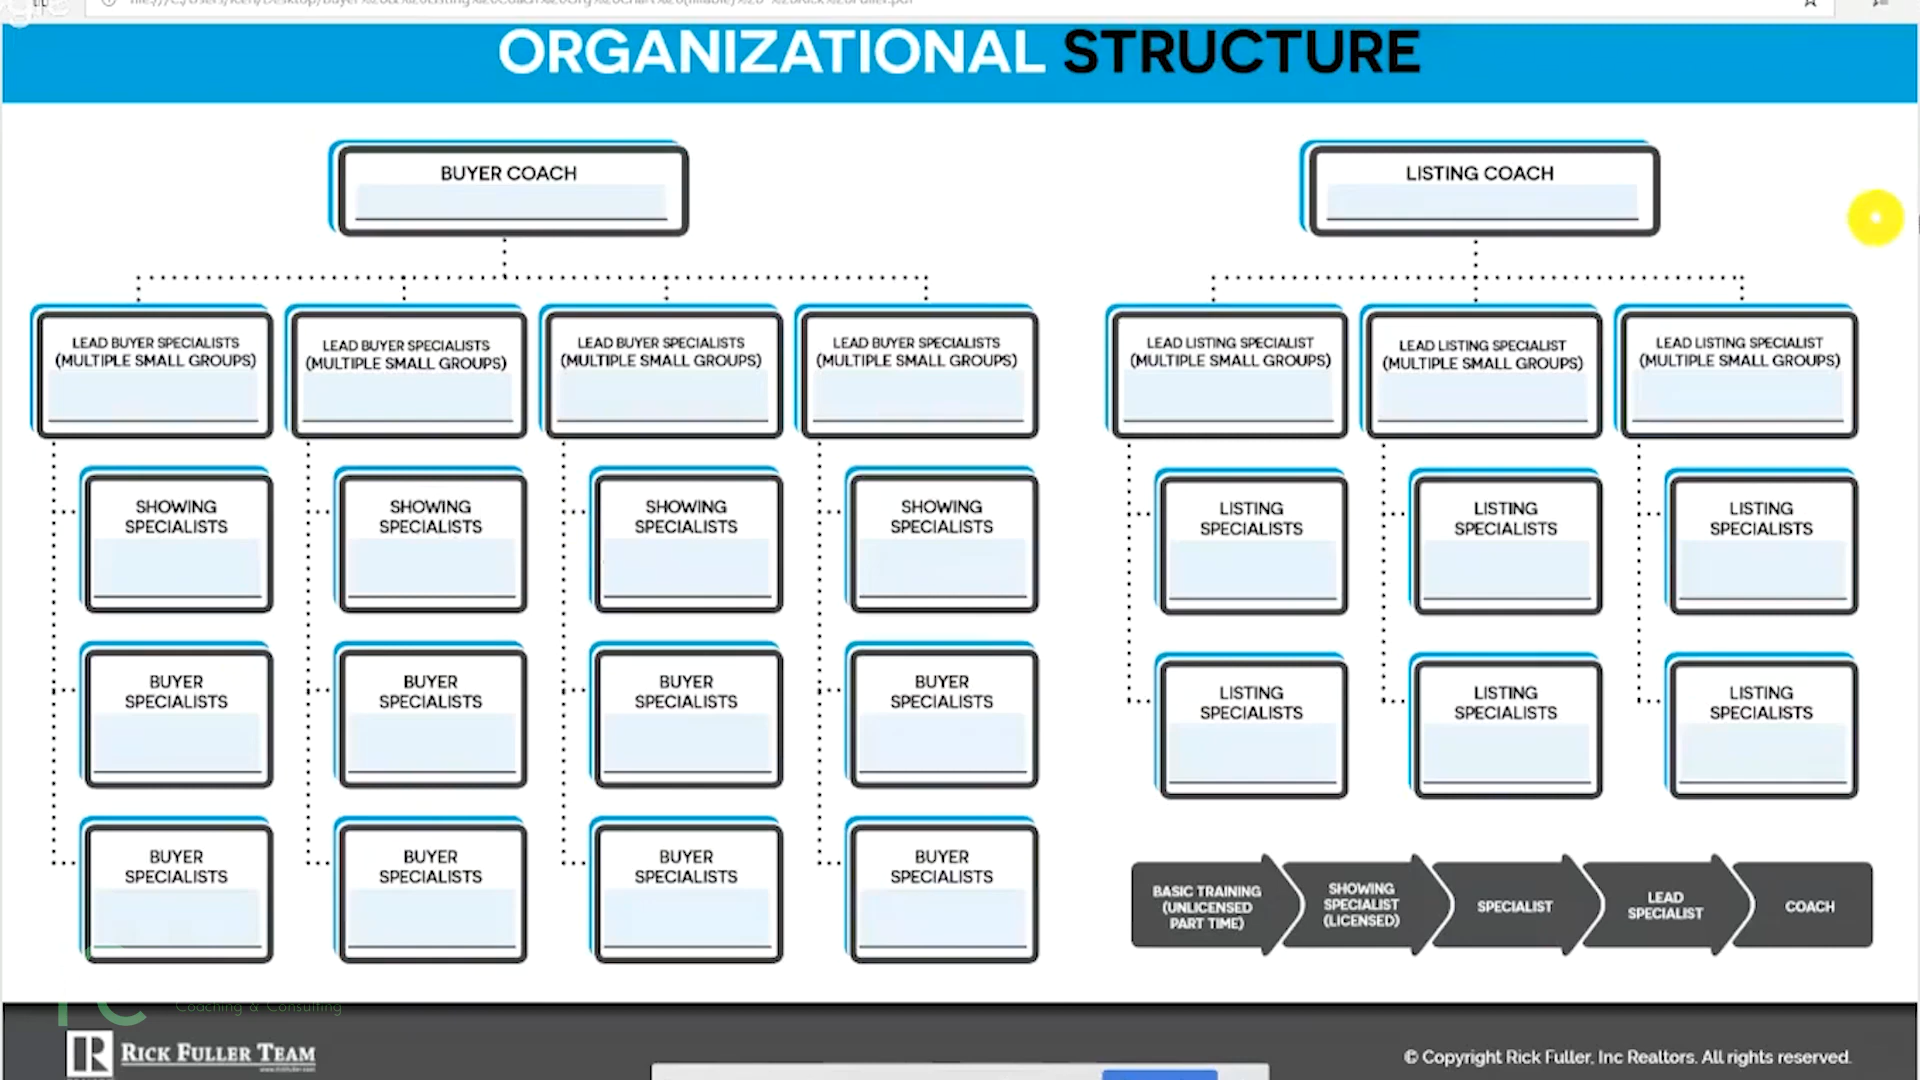 ORGANIZATIONAL STRUCTURE
BUYER COACH
LISTING COACH
LEAD BUYER SPECIALISTS
(MULTIPLE SMALL GROUPS)
LEAD BUYER SPECIALISTS
(MULTIPLE SMALL GROUPS)
LEAD BUYER SPECIALISTS
(MULTIPLE SMALL GROUPS)
LEAD BUYER SPECIALISTS
(MULTIPLE SMALL GROUPS)
LEAD LISTING SPECIALIST
(MULTIPLE SMALL GROUPS)
LEAD LISTING SPECIALIST
(MULTIPLE SMALL GROUPS)
LEAD LISTING SPECIALIST
(MULTIPLE SMALL GROUPS)
SHOWING
SPECIALISTS
SHOWING
SPECIALISTS
SHOWING
SPECIALISTS
SHOWING
SPECIALISTS
LISTING
SPECIALISTS
LISTING
SPECIALISTS
LISTING
SPECIALISTS
BUYER
SPECIALISTS
BUYER
SPECIALISTS
BUYER
SPECIALISTS
BUYER
SPECIALISTS
LISTING
SPECIALISTS
LISTING
SPECIALISTS
LISTING
SPECIALISTS
BUYER
SPECIALISTS
BUYER
SPECIALISTS
BUYER
SPECIALISTS
BUYER
SPECIALISTS
BASIC TRAINING
(UNLICENSED
PART TIME)
SHOWING
SPECIALIST
(LICENSED)
SPECIALIST
LEAD
SPECIALIST
COACH
Coaching & Consulting
RICK FULLER TEAM
© Copyright Rick Fuller, Inc Realtors. All rights reserved.